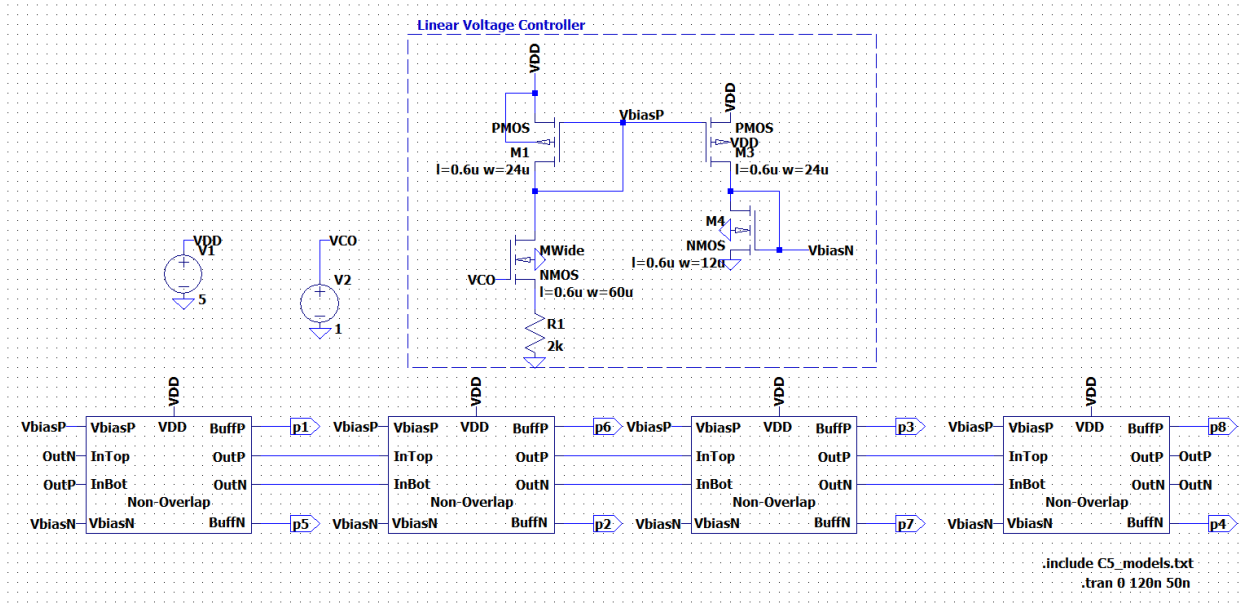 Linear Voltage Controller
VDD
VDD
VbiasP
PMOS
PMOS
VDD
M1
M3
l=0.6u w=24u
l=0.6u w=24u
M4
VDD
VCO
V1
MWide
NMOS
VbiasN
V2
VCO
NMOS
l=0.6u w=12u
l=0.6u w=60u
5
R1
1
2k
VDD
VDD
VDD
VDD
VbiasP VbiasP VDD BuffP p1 VbiasP VbiasP VDD BuffP p6 VbiasP VbiasP VDD BuffP p3 VbiasP VbiasP VDD BuffP p8
OutN InTop OutP InTop OutP InTop OutP InTop OutP OutP
OutP InBot OutN InBot OutN InBot OutN InBot OutN OutN
Non-Overlap Non-Overlap Non-Overlap Non-Overlap
VbiasN VbiasN BuffN p5 VbiasN VbiasN BuffN p2 VbiasN VbiasN BuffN p7 VbiasN VbiasN BuffN p4
.include C5_models.txt
.tran 0 120n 50n